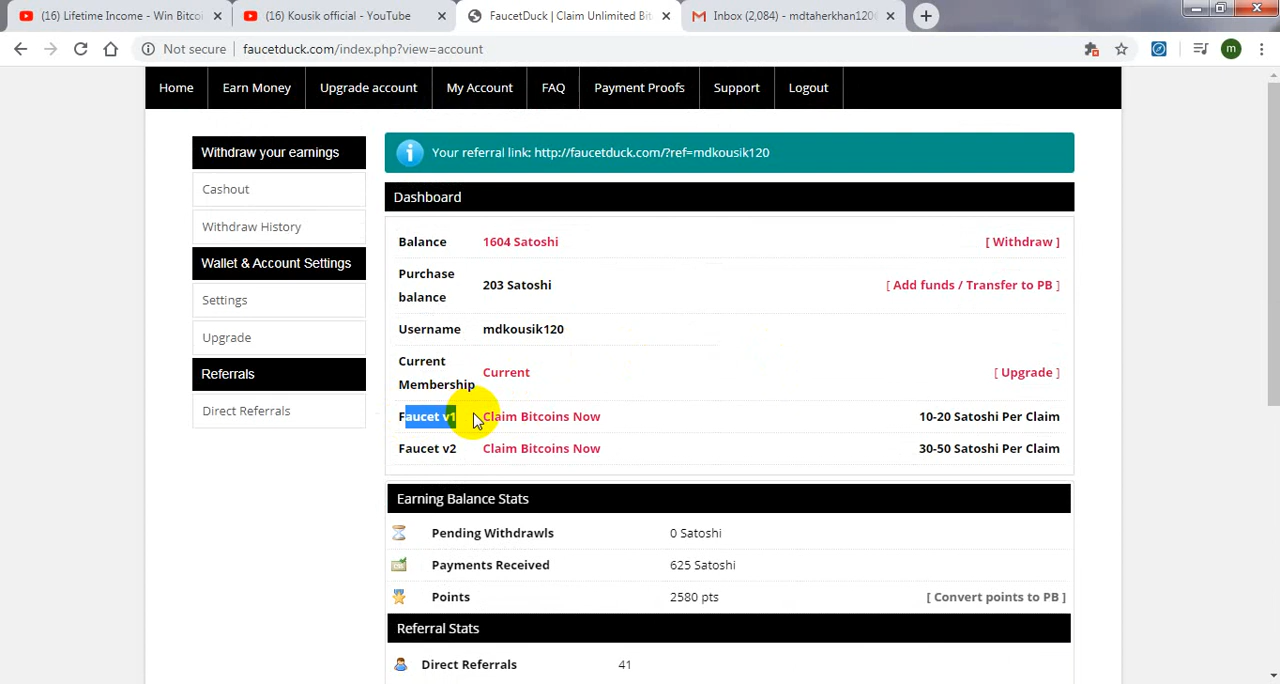 (16) Lifetime Income - Win Bitco
(16) Kousik official - YouTube
FaucetDuck | Claim Unlimited Bit
Inbox (2,084) - mdtaherkhan120
Not secure
faucetduck.com/index.php?view=account
m
Home
Earn Money
Upgrade account
My Account
FAQ
Payment Proofs
Support
Logout
Withdraw your earnings
Cashout
Withdraw History
Wallet & Account Settings
Settings
Upgrade
Referrals
Direct Referrals
Your referral link: http://faucetduck.com/?ref=mdkousik120
Dashboard
Balance 1604 Satoshi [ Withdraw ]
Purchase
balance
203 Satoshi [ Add funds / Transfer to PB ]
Username mdkousik120
Current
Membership
Current [ Upgrade ]
Faucet v1 Claim Bitcoins Now 10-20 Satoshi Per Claim
Faucet v2 Claim Bitcoins Now 30-50 Satoshi Per Claim
Earning Balance Stats
Pending Withdrawls 0 Satoshi
Payments Received 625 Satoshi
Points 2580 pts [ Convert points to PB ]
Referral Stats
Direct Referrals 41